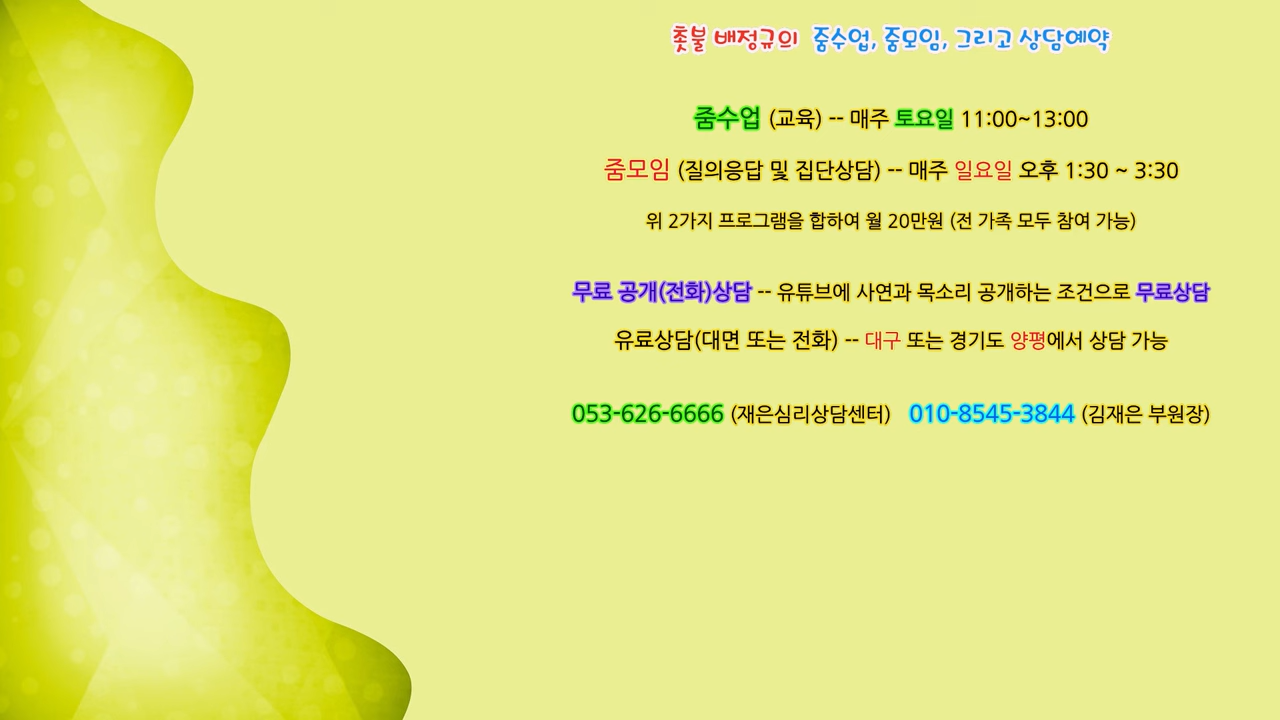 촛불 배정규의 줌수업, 줌모임, 그리고 상담예약
줌수업 (교육) -- 매주 토요일 11:00~13:00
줌모임 (질의응답 및 집단상담) -- 매주 일요일 오후 1:30 ~ 3:30
위 2가지 프로그램을 합하여 월 20만원 (전 가족 모두 참여 가능)
무료 공개(전화)상담 -- 유튜브에 사연과 목소리 공개하는 조건으로 무료상담
유료상담(대면 또는 전화) -- 대구 또는 경기도 양평에서 상담 가능
053-626-6666 (재은심리상담센터) 010-8545-3844 (김재은 부원장)